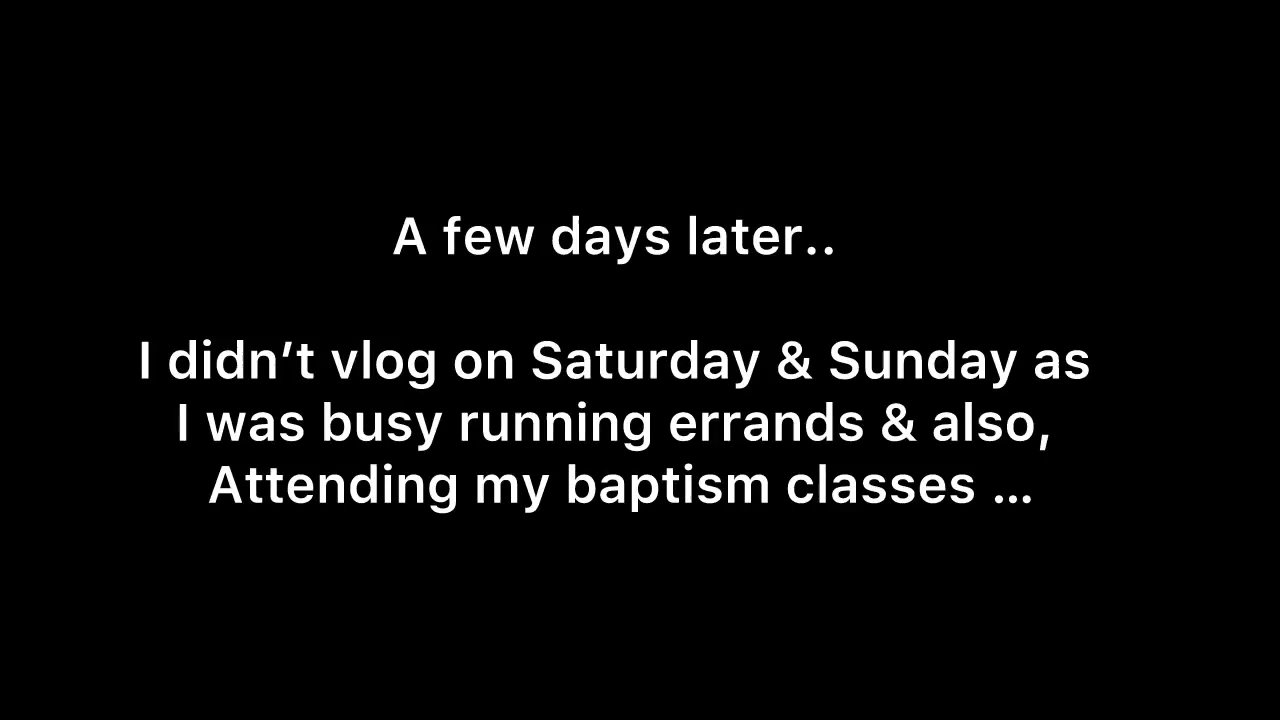 A few days later..
I didn’t vlog on Saturday & Sunday as
I was busy running errands & also,
Attending my baptism classes ...